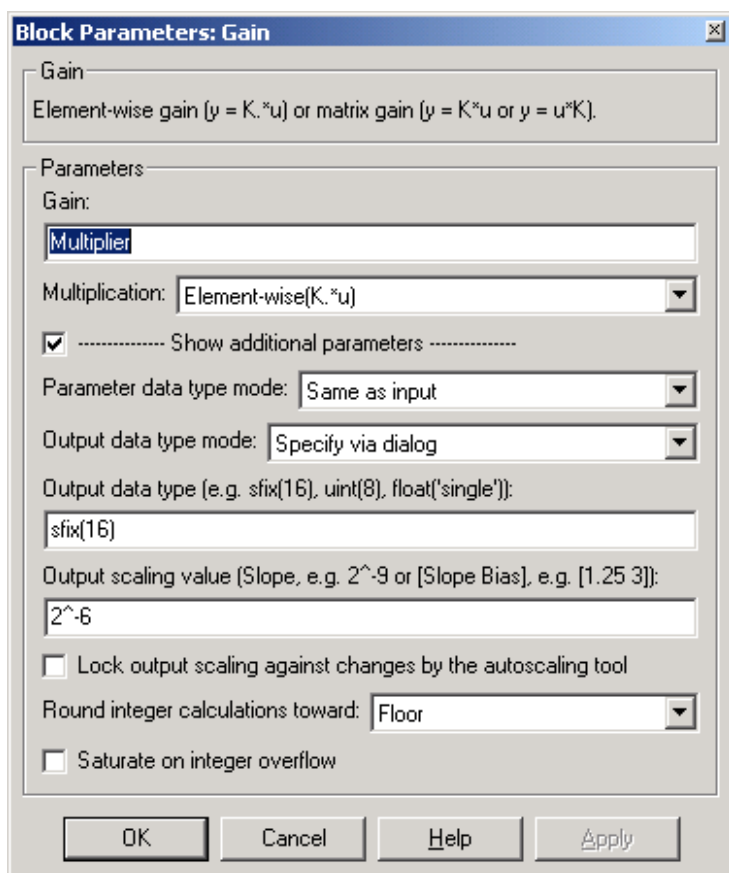 Block Parameters: Gain
Gain
Element-wise gain (y = K.*u) or matrix gain (y = K*u or y = u*K).
Parameters
Gain:
Multiplier
Multiplication: Element-wise(K.*u)
--------------- Show additional parameters ---------------
Parameter data type mode: Same as input
Output data type mode: Specify via dialog
Output data type (e.g. sfix(16), uint(8), float('single')):
sfix(16)
Output scaling value (Slope, e.g. 2^-9 or [Slope Bias], e.g. [1.25 3]):
2^-6
Lock output scaling against changes by the autoscaling tool
Round integer calculations toward: Floor
Saturate on integer overflow
OK Cancel Help Apply